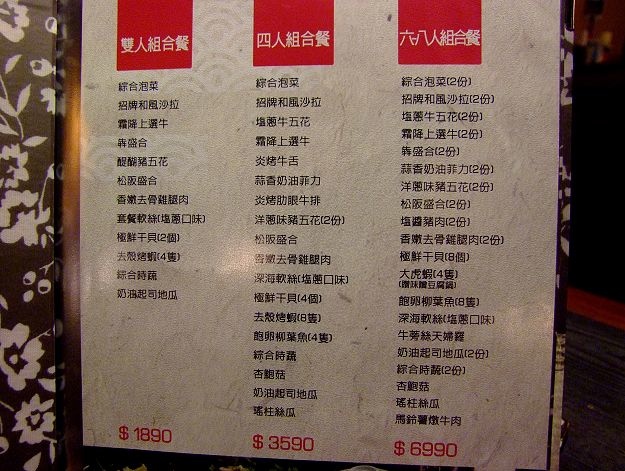 雙人組合餐
綜合泡菜
招牌和風沙拉
霜降上選牛
犇盛合
醍醐豬五花
松阪盛合
香嫩去骨雞腿肉
套餐軟絲(塩蔥口味)
極鮮干貝(2個)
去殼烤蝦(4隻)
綜合時蔬
奶油起司地瓜
$ 1890
四人組合餐
綜合泡菜
招牌和風沙拉
塩蔥牛五花
霜降上選牛
炎烤牛舌
蒜香奶油菲力
炎烤肋眼牛排
洋蔥味豬五花(2份)
松阪盛合
香嫩去骨雞腿肉
深海軟絲(塩蔥口味)
極鮮干貝(4個)
去殼烤蝦(8隻)
飽卵柳葉魚(4隻)
綜合時蔬
杏鮑菇
奶油起司地瓜
瑤柱絲瓜
$ 3590
六~八人組合餐
綜合泡菜(2份)
招牌和風沙拉(2份)
塩蔥牛五花(2份)
霜降上選牛(2份)
犇盛合(2份)
蒜香奶油菲力(2份)
洋蔥味豬五花(2份)
松阪盛合(2份)
塩醬豬肉(2份)
香嫩去骨雞腿肉(2份)
極鮮干貝(8個)
大虎蝦(4隻)
(贈味噌豆腐鍋)
飽卵柳葉魚(8隻)
深海軟絲(塩蔥口味)
牛蒡絲天婦羅
奶油起司地瓜(2份)
綜合時蔬(2份)
杏鮑菇
瑤柱絲瓜
馬鈴薯燉牛肉
$ 6990